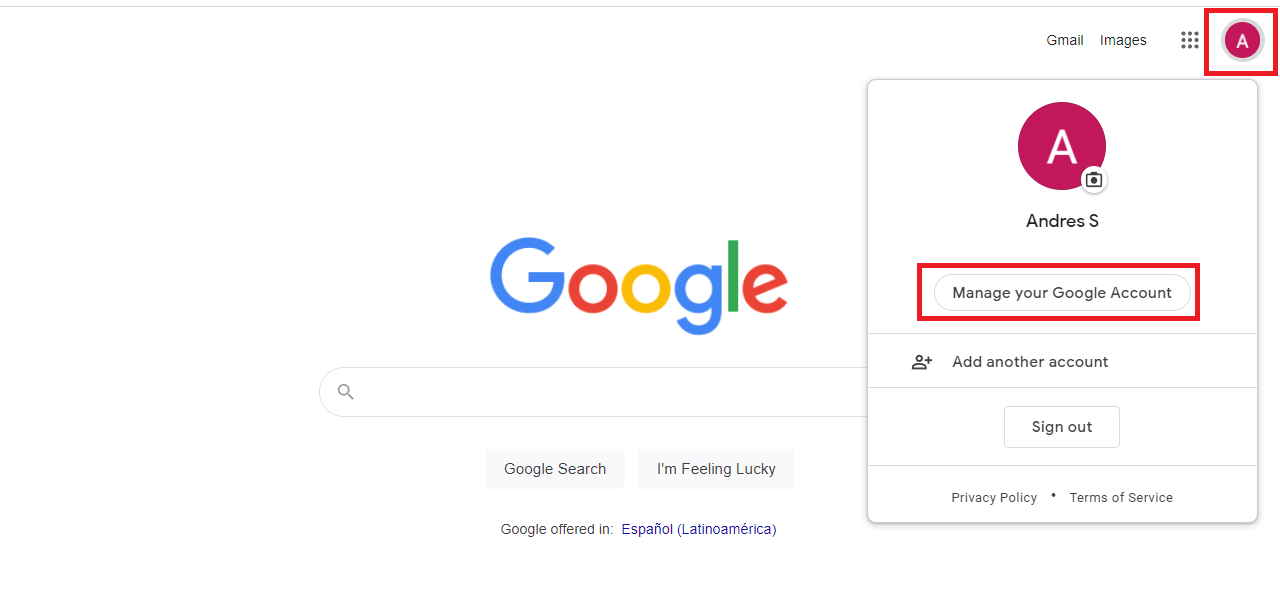 Gmail Images
A
A
Andres S
Google
Manage your Google Account
Add another account
Sign out
Google Search I'm Feeling Lucky
Privacy Policy • Terms of Service
Google offered in: Español (Latinoamérica)